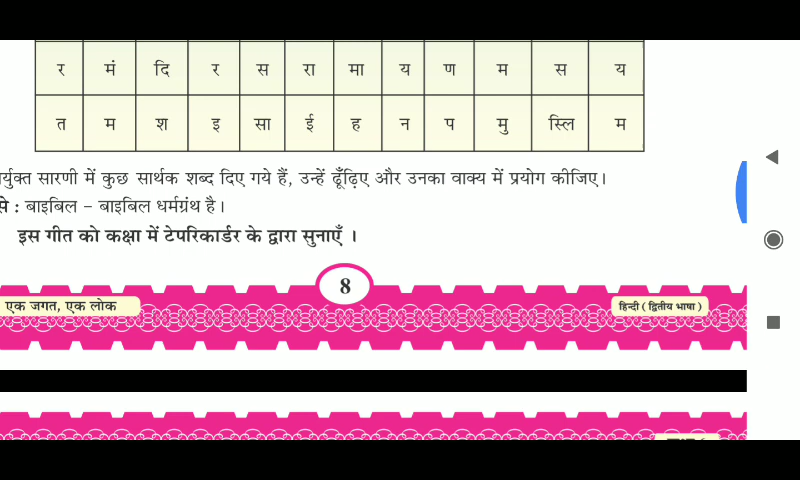 र मं दि र स रा मा य ण म स य
त म श इ सा ई ह न प मु स्लि म
र्युक्त सारणी में कुछ सार्थक शब्द दिए गये हैं, उन्हें ढूँढ़िए और उनका वाक्य में प्रयोग कीजिए।
से : बाइबिल – बाइबिल धर्मग्रंथ है।
इस गीत को कक्षा में टेपरिकार्डर के द्वारा सुनाएँ ।
8
एक जगत, एक लोक
हिन्दी ( द्वितीय भाषा )